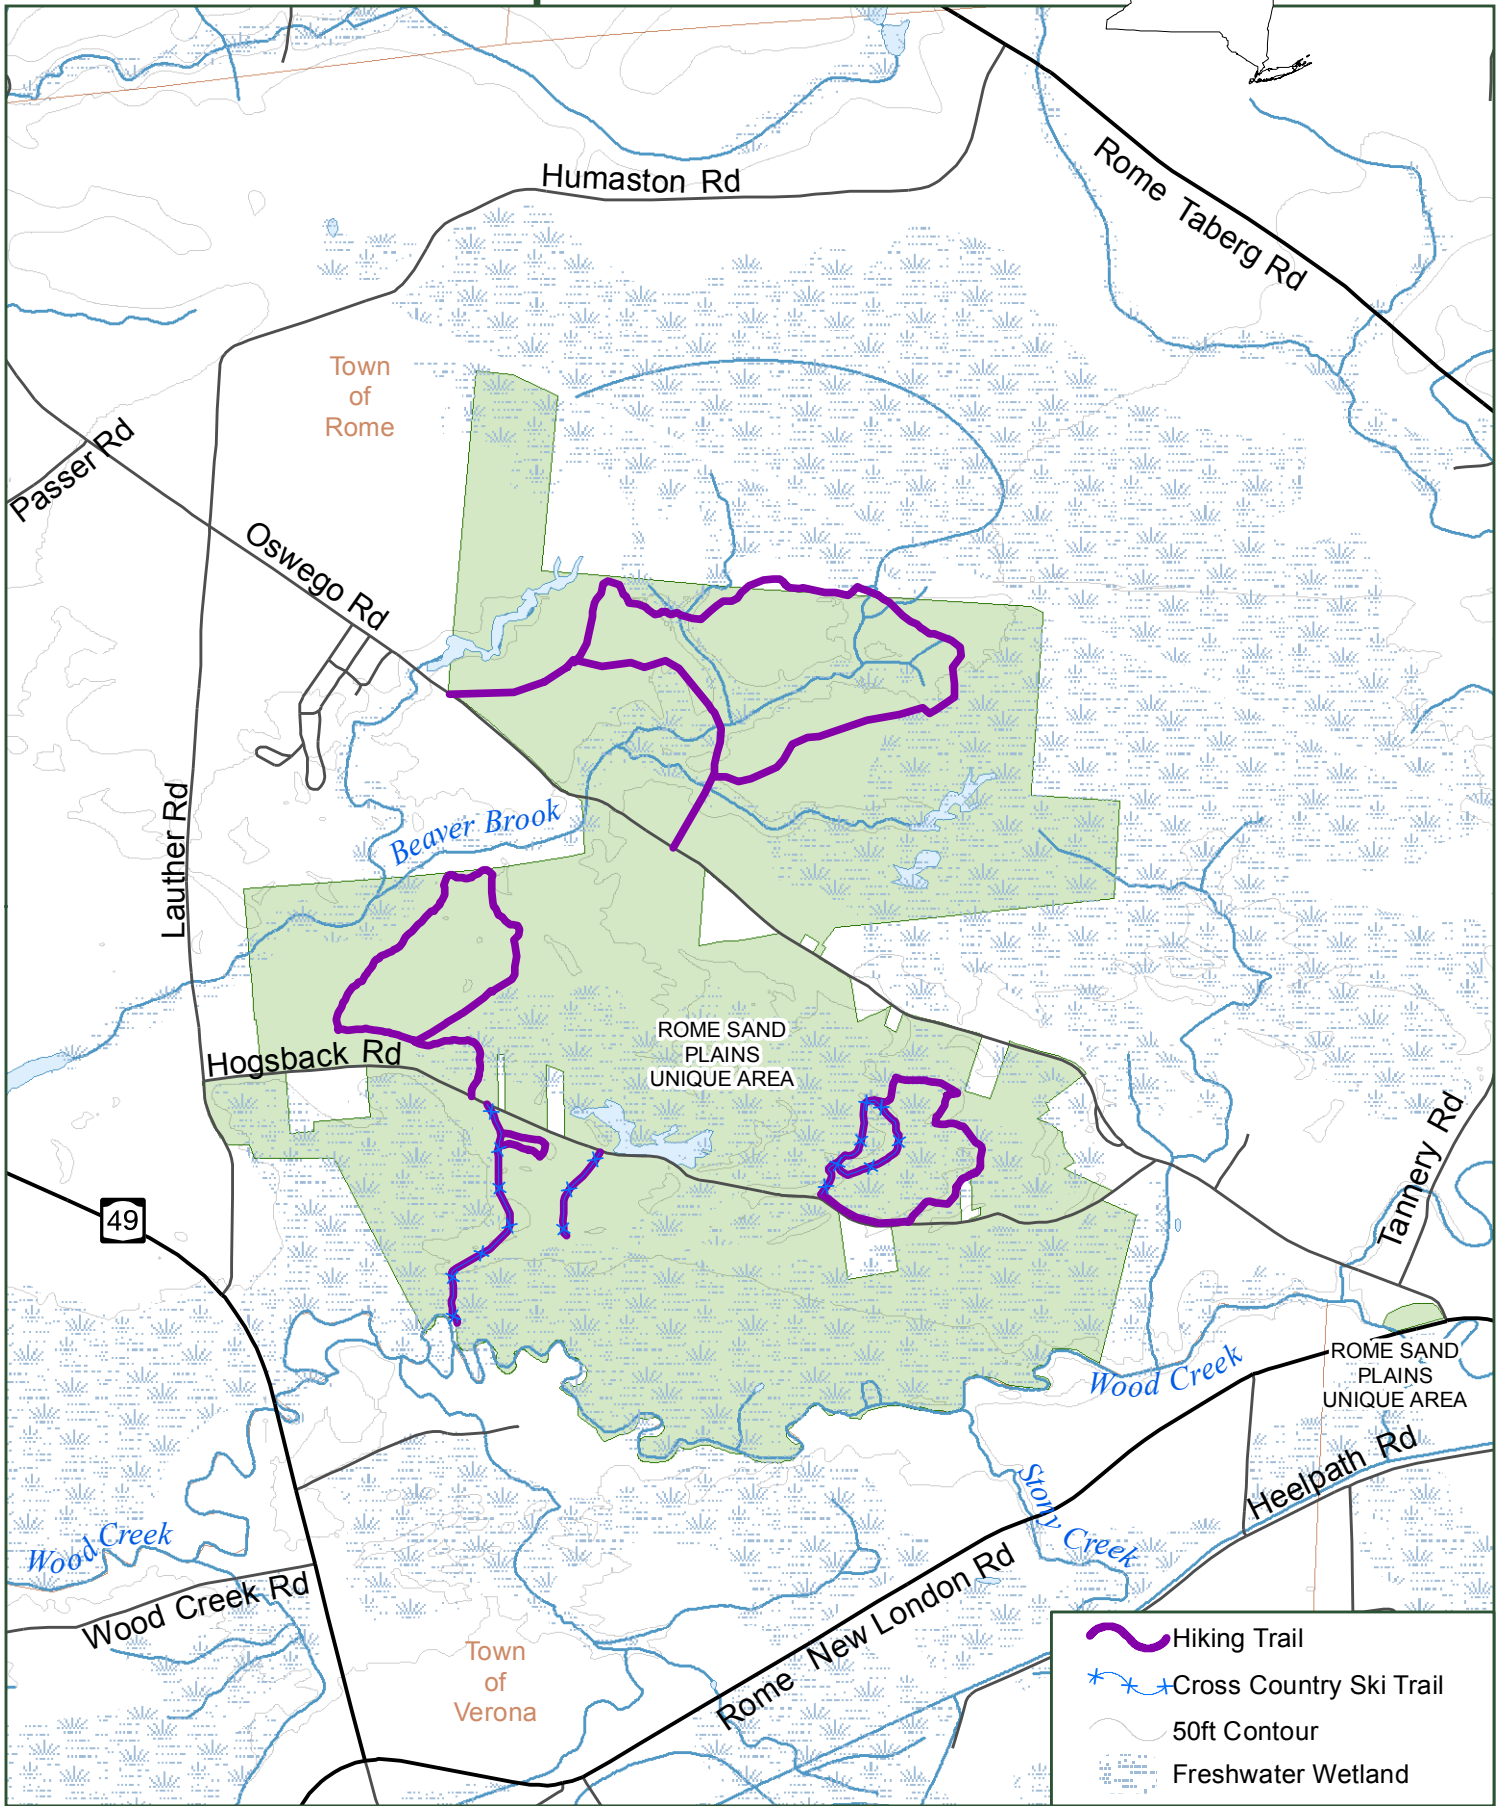 Humaston Rd
Rome Taberg Rd
Town
of
Rome
Passer Rd
Oswego Rd
Lauther Rd
Beaver Brook
ROME SAND
PLAINS
UNIQUE AREA
Hogsback Rd
Tannery Rd
49
Wood Creek
ROME SAND
PLAINS
UNIQUE AREA
Heelpath Rd
Stony Creek
Wood Creek
Wood Creek Rd
Rome New London Rd
Town
of
Verona
Hiking Trail
Cross Country Ski Trail
50ft Contour
Freshwater Wetland